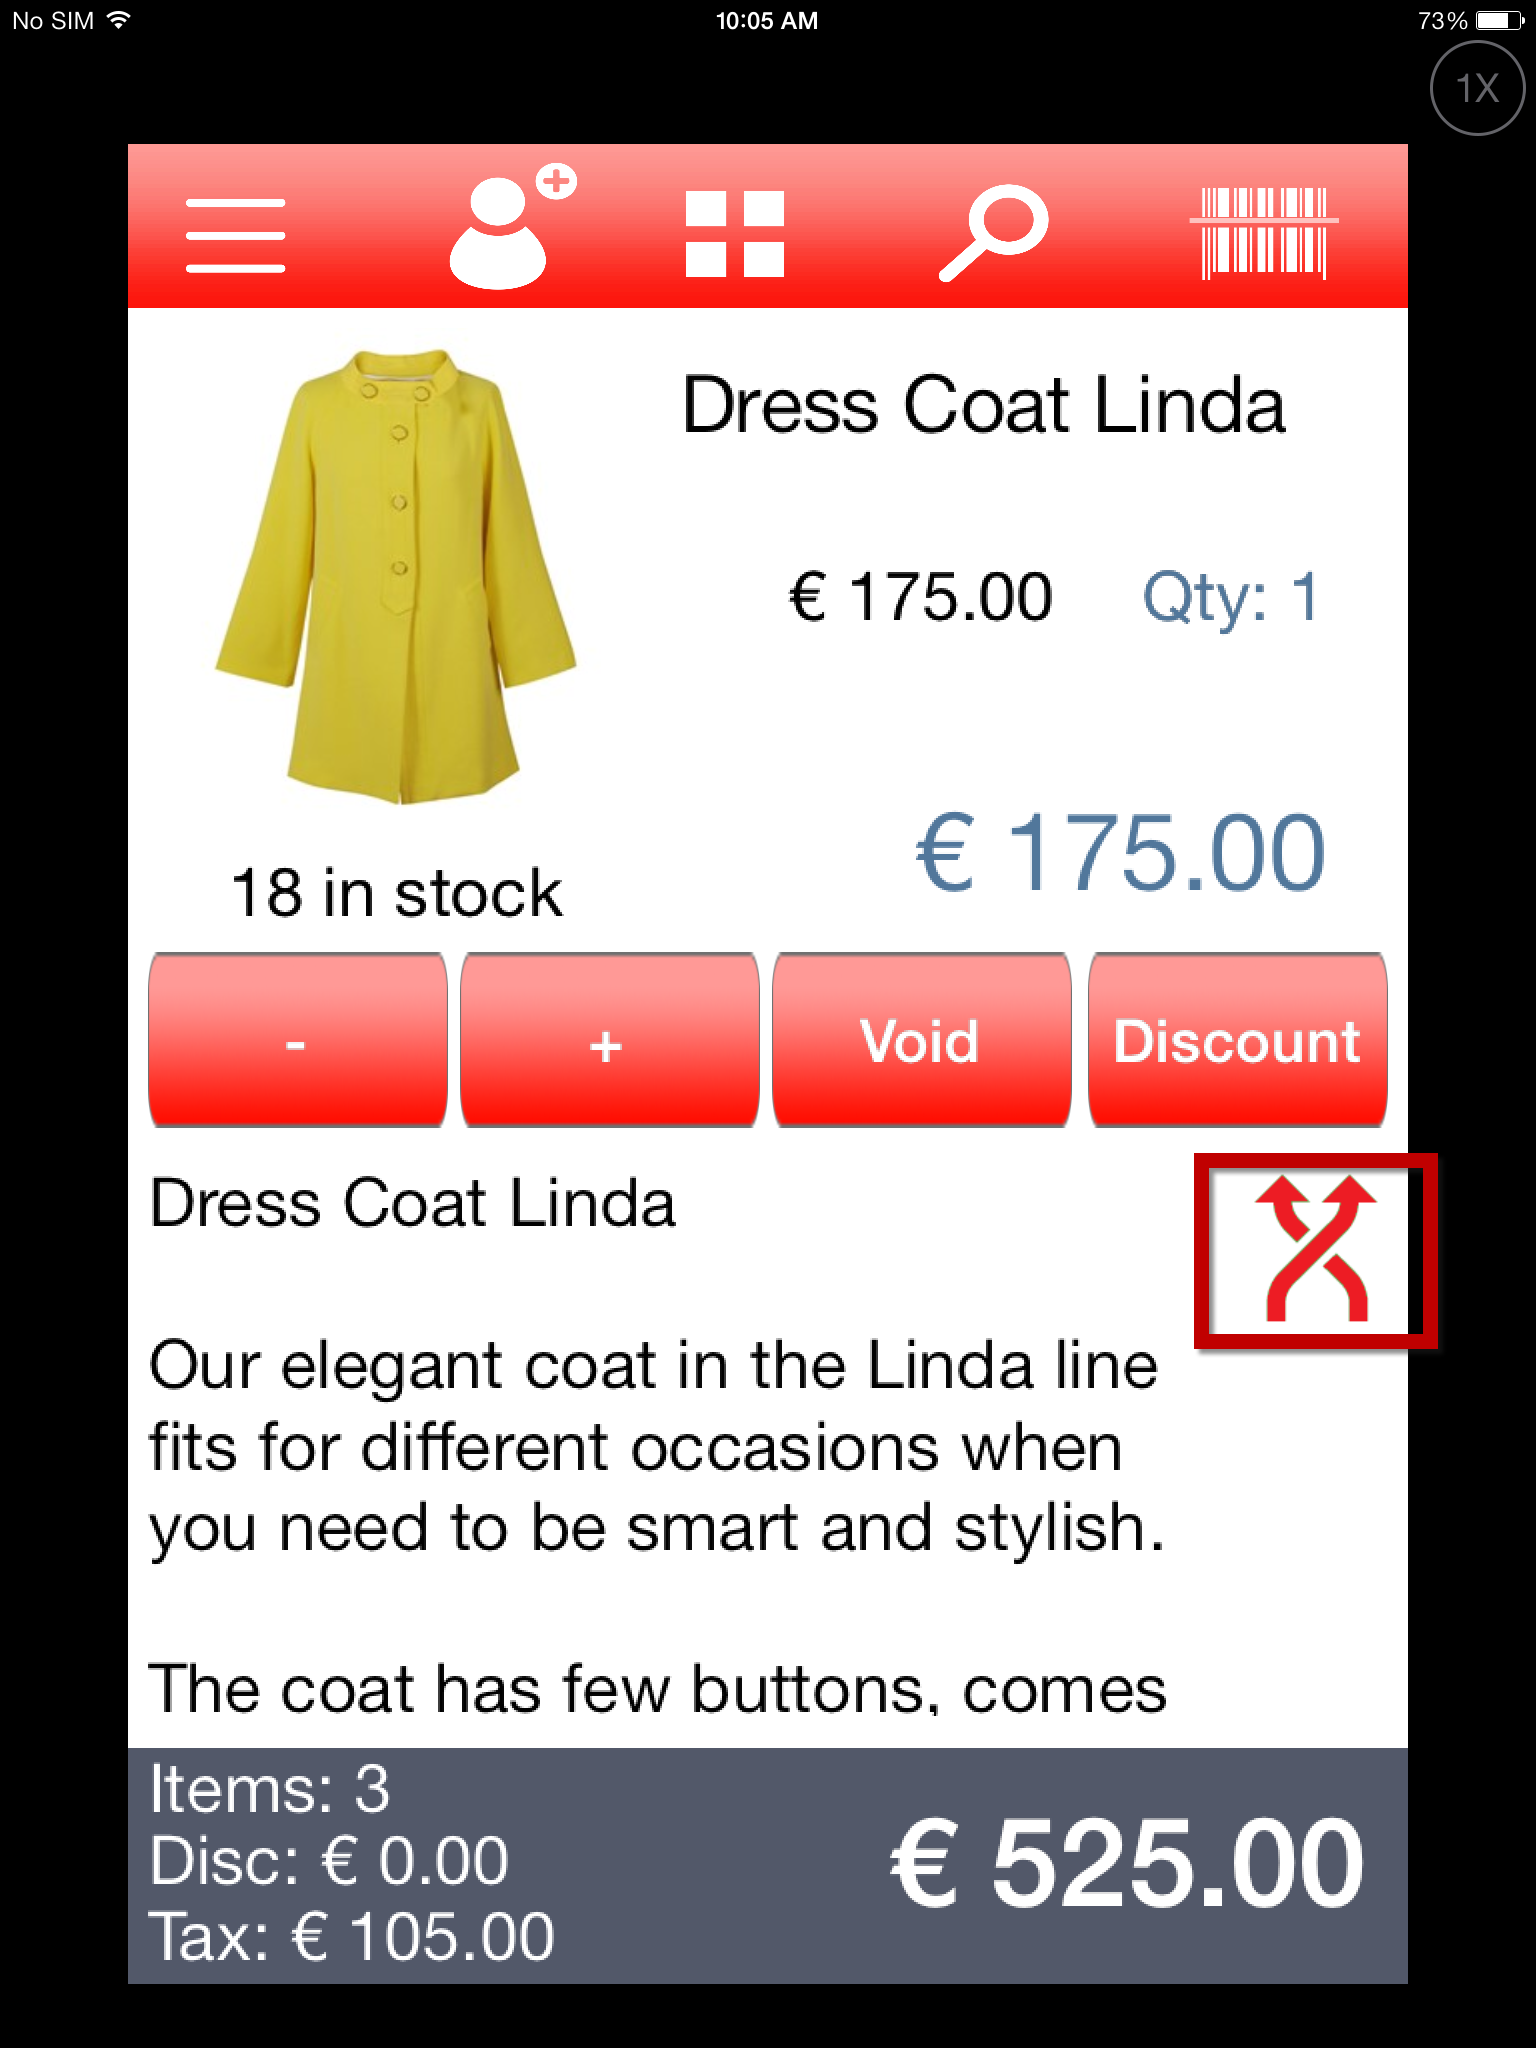 No SIM 10:05 AM 73%
1X
Dress Coat Linda
€ 175.00 Qty: 1
€ 175.00
18 in stock
- + Void Discount
Dress Coat Linda
Our elegant coat in the Linda line
fits for different occasions when
you need to be smart and stylish.
The coat has few buttons, comes
Items: 3
Disc: € 0.00
€ 525.00
Tax: € 105.00